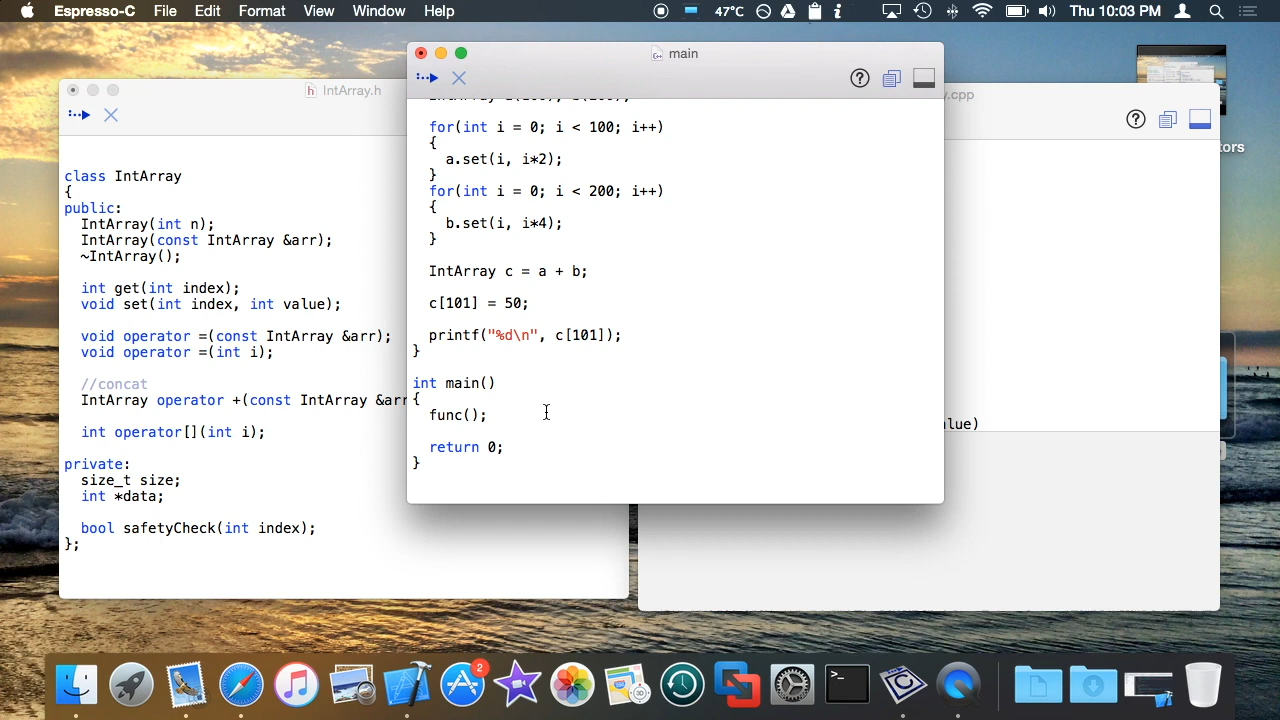 Espresso-C File Edit Format View Window Help 47°C Thu 10:03 PM
IntArray.h
class IntArray
{
public:
IntArray(int n);
IntArray(const IntArray &arr);
~IntArray();
int get(int index);
void set(int index, int value);
void operator =(const IntArray &arr);
void operator =(int i);
//concat
IntArray operator +(const IntArray &arr
int operator[](int i);
private:
size_t size;
int *data;
bool safetyCheck(int index);
};
main
for(int i = 0; i < 100; i++)
{
a.set(i, i*2);
}
for(int i = 0; i < 200; i++)
{
b.set(i, i*4);
}
IntArray c = a + b;
c[101] = 50;
printf("%d\n", c[101]);
}
int main()
{
func();
return 0;
}
y.cpp
alue)
tors
2
3D
>_
C